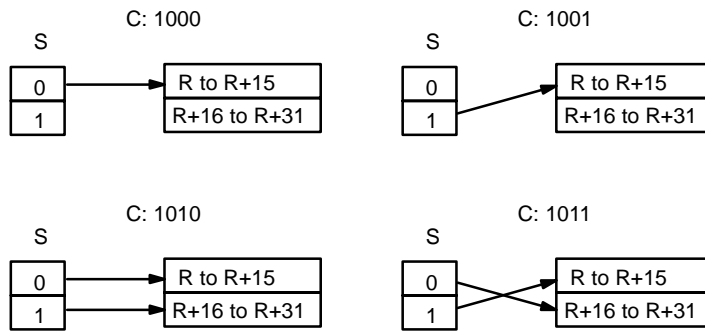 C: 1000
S
0
1
R to R+15
R+16 to R+31
C: 1001
S
0
1
R to R+15
R+16 to R+31
C: 1010
S
0
1
R to R+15
R+16 to R+31
C: 1011
S
0
1
R to R+15
R+16 to R+31